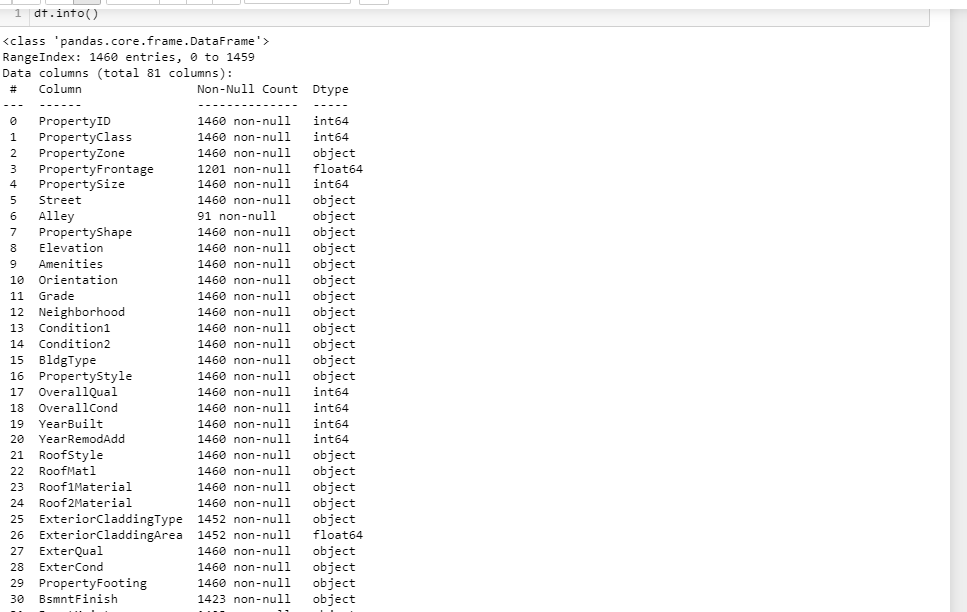 1 df.info()
<class 'pandas.core.frame.DataFrame'>
RangeIndex: 1460 entries, 0 to 1459
Data columns (total 81 columns):
# Column Non-Null Count Dtype
--- ------ -------------- -----
0 PropertyID 1460 non-null int64
1 PropertyClass 1460 non-null int64
2 PropertyZone 1460 non-null object
3 PropertyFrontage 1201 non-null float64
4 PropertySize 1460 non-null int64
5 Street 1460 non-null object
6 Alley 91 non-null object
7 PropertyShape 1460 non-null object
8 Elevation 1460 non-null object
9 Amenities 1460 non-null object
10 Orientation 1460 non-null object
11 Grade 1460 non-null object
12 Neighborhood 1460 non-null object
13 Condition1 1460 non-null object
14 Condition2 1460 non-null object
15 BldgType 1460 non-null object
16 PropertyStyle 1460 non-null object
17 OverallQual 1460 non-null int64
18 OverallCond 1460 non-null int64
19 YearBuilt 1460 non-null int64
20 YearRemodAdd 1460 non-null int64
21 RoofStyle 1460 non-null object
22 RoofMatl 1460 non-null object
23 Roof1Material 1460 non-null object
24 Roof2Material 1460 non-null object
25 ExteriorCladdingType 1452 non-null object
26 ExteriorCladdingArea 1452 non-null float64
27 ExterQual 1460 non-null object
28 ExterCond 1460 non-null object
29 PropertyFooting 1460 non-null object
30 BsmntFinish 1423 non-null object